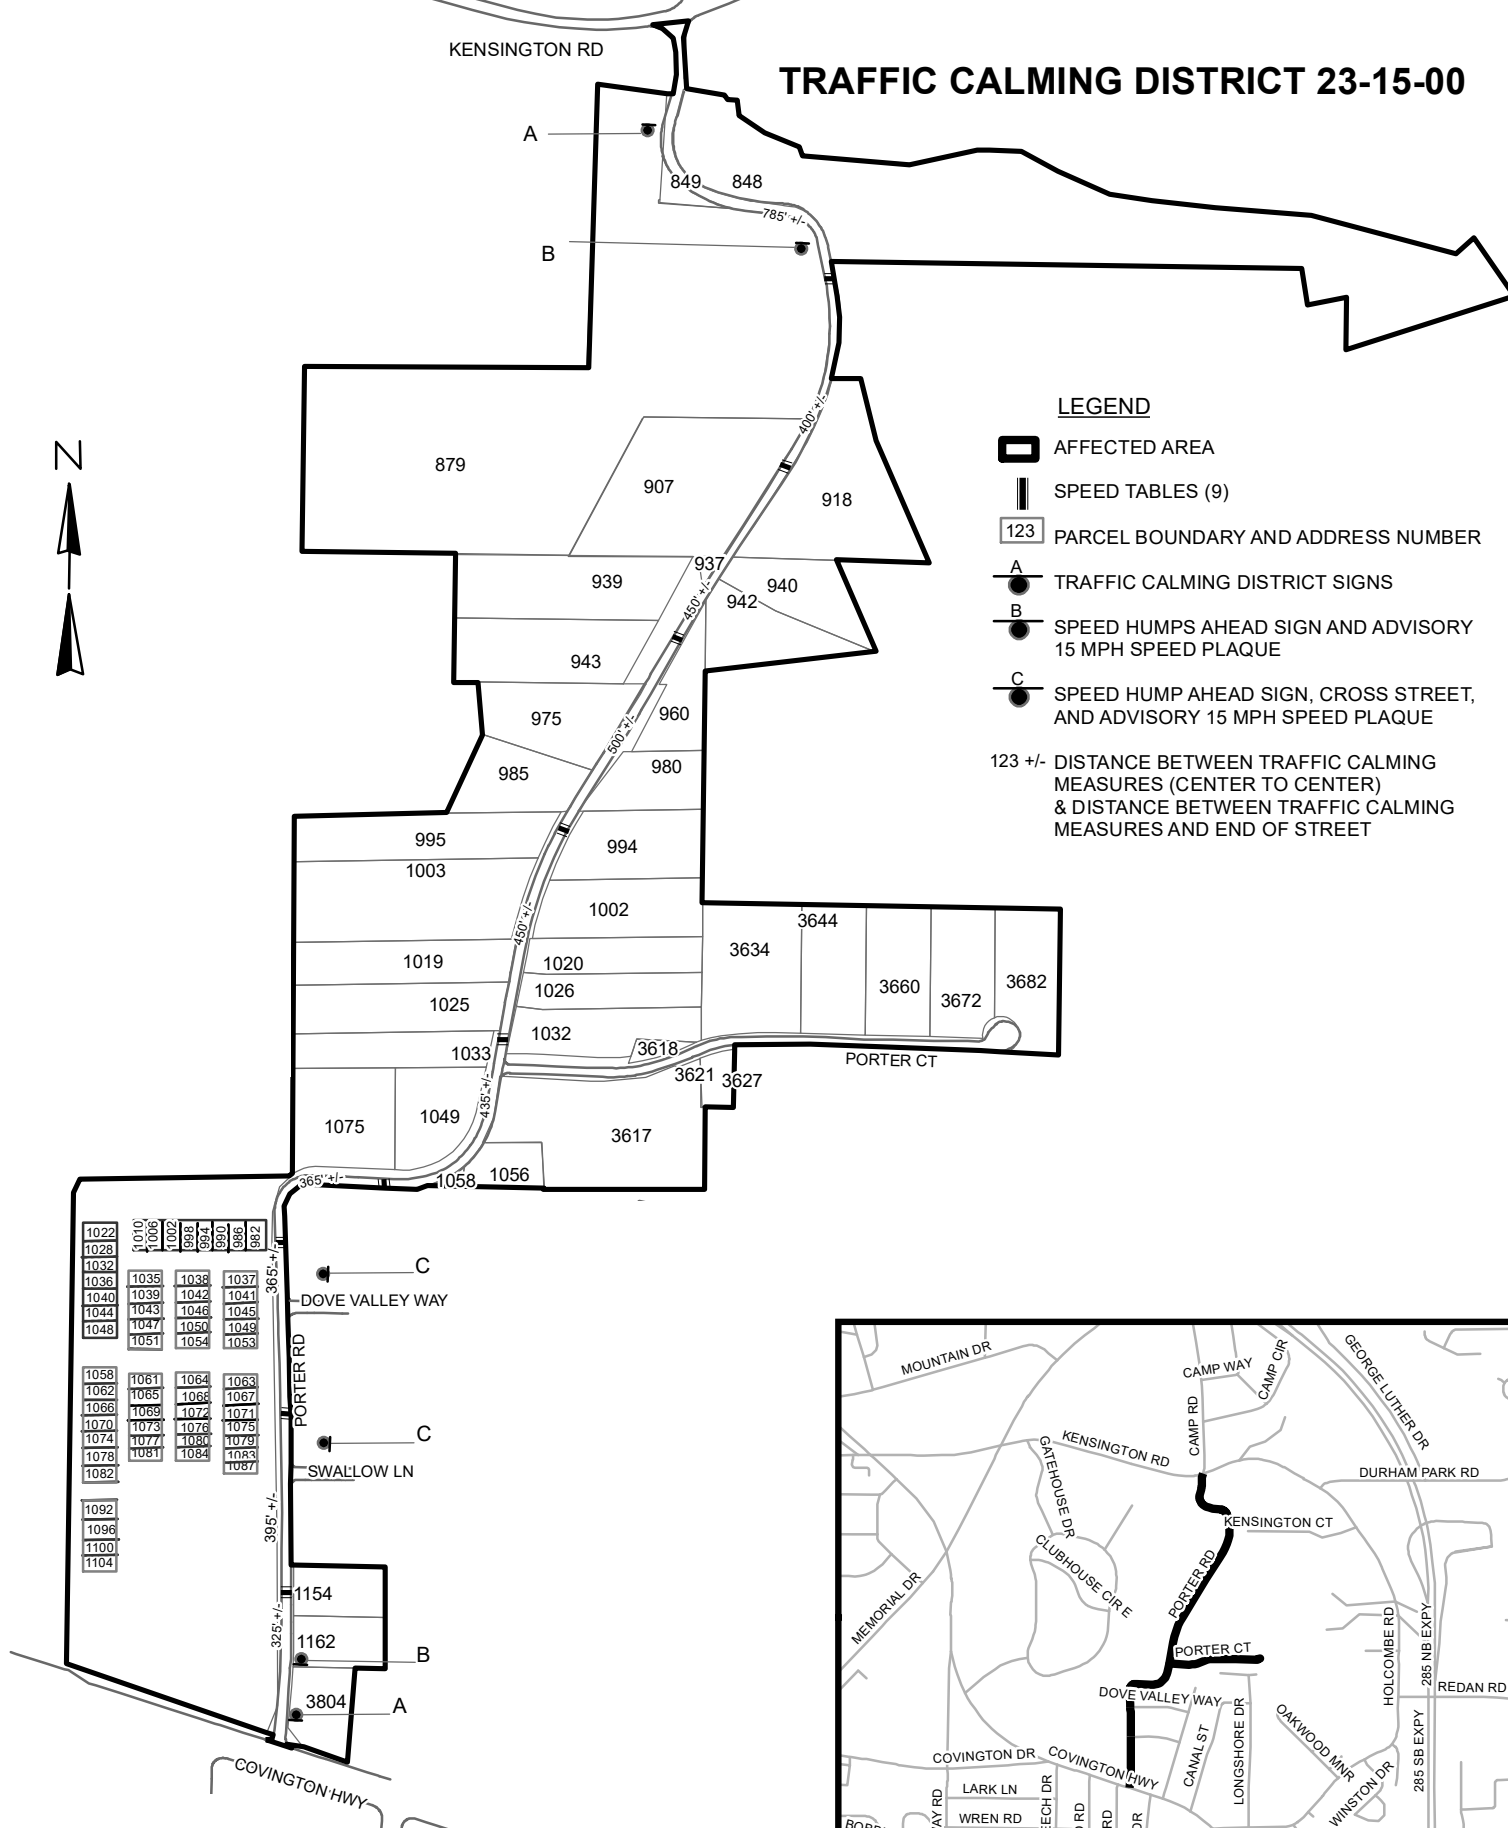 KENSINGTON RD
TRAFFIC CALMING DISTRICT 23-15-00
A
849
848
785' +/-
B
400' +/-
879
907
918
937
939
940
942
450' +/-
943
975
960
500' +/-
985
980
995
994
1003
1002
450' +/-
1019
1020
1025
1026
1032
1033
3634
3644
3660
3672
3682
3618
PORTER CT
3621
3627
435' +/-
1075
1049
3617
1058
1056
365' +/-
N
LEGEND
AFFECTED AREA
SPEED TABLES (9)
123
PARCEL BOUNDARY AND ADDRESS NUMBER
A
TRAFFIC CALMING DISTRICT SIGNS
B
SPEED HUMPS AHEAD SIGN AND ADVISORY
15 MPH SPEED PLAQUE
C
SPEED HUMP AHEAD SIGN, CROSS STREET,
AND ADVISORY 15 MPH SPEED PLAQUE
123 +/-
DISTANCE BETWEEN TRAFFIC CALMING
MEASURES (CENTER TO CENTER)
& DISTANCE BETWEEN TRAFFIC CALMING
MEASURES AND END OF STREET
1022
1028
1032
1036
1040
1044
1048
1010
1006
1002
998
994
990
986
982
1035
1039
1043
1047
1051
1038
1042
1046
1050
1054
1037
1041
1045
1049
1053
365' +/-
C
DOVE VALLEY WAY
PORTER RD
1058
1062
1066
1070
1074
1078
1082
1061
1065
1069
1073
1077
1081
1064
1068
1072
1076
1080
1084
1063
1067
1071
1075
1079
1083
1087
C
SWALLOW LN
1092
1096
1100
1104
395' +/-
1154
325' +/-
1162
B
3804
A
COVINGTON HWY
MOUNTAIN DR
CAMP WAY
CAMP CIR
GEORGE LUTHER DR
CAMP RD
KENSINGTON RD
GATEHOUSE DR
DURHAM PARK RD
KENSINGTON CT
CLUBHOUSE CIR E
PORTER RD
MEMORIAL DR
PORTER CT
HOLCOMBE RD
285 NB EXPY
REDAN RD
DOVE VALLEY WAY
CANAL ST
LONGSHORE DR
OAKWOOD MNR
285 SB EXPY
COVINGTON DR
COVINGTON HWY
WINSTON DR
LARK LN
WREN RD
AY RD
EECH DR
RD
RD
DR